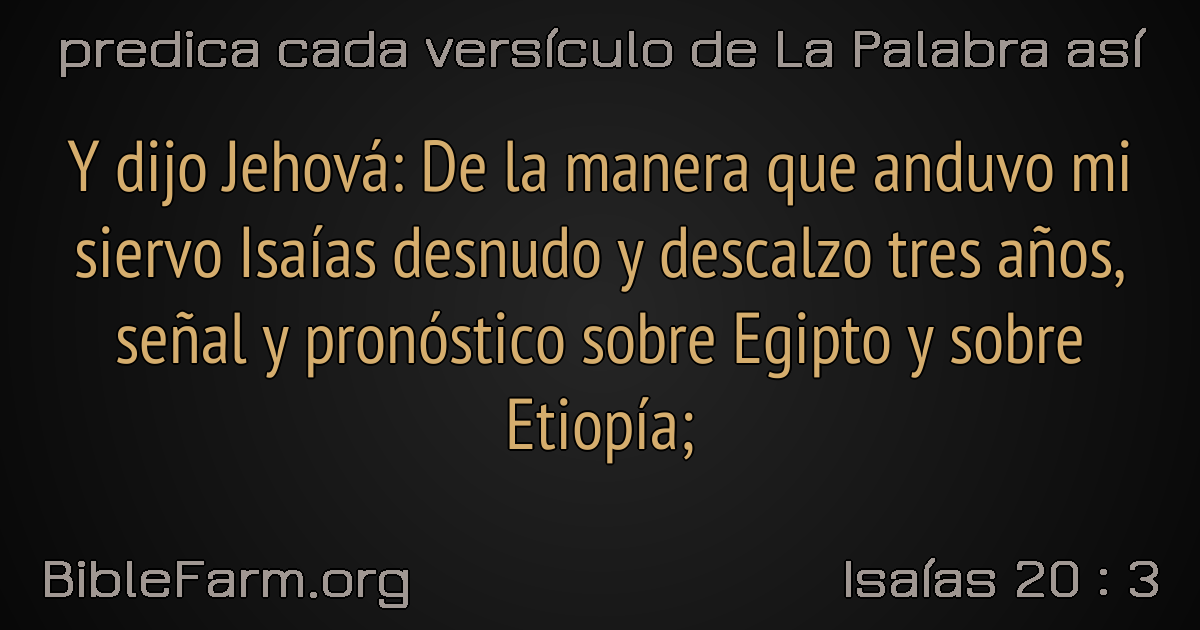 predica cada versículo de La Palabra así
Y dijo Jehová: De la manera que anduvo mi
siervo Isaías desnudo y descalzo tres años,
señal y pronóstico sobre Egipto y sobre
Etiopía;
BibleFarm.org
Isaías 20 : 3